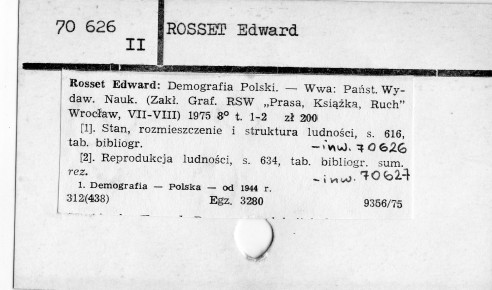 70 626
II
ROSSET Edward
Rosset Edward: Demografia Polski. — Wwa: Państ. Wy-
daw. Nauk. (Zakł. Graf. RSW „Prasa, Książka, Ruch"
Wrocław, VII-VIII) 1975 8° t. 1-2 zł 200
[1]. Stan, rozmieszczenie i struktura ludności, s. 616,
tab. bibliogr. —inw. 70626
[2]. Reprodukcja ludności, s. 634, tab. bibliogr. sum.
rez. —inw. 70627
1. Demografia — Polska — od 1944 r.
312(438) Egz. 3280 9356/75